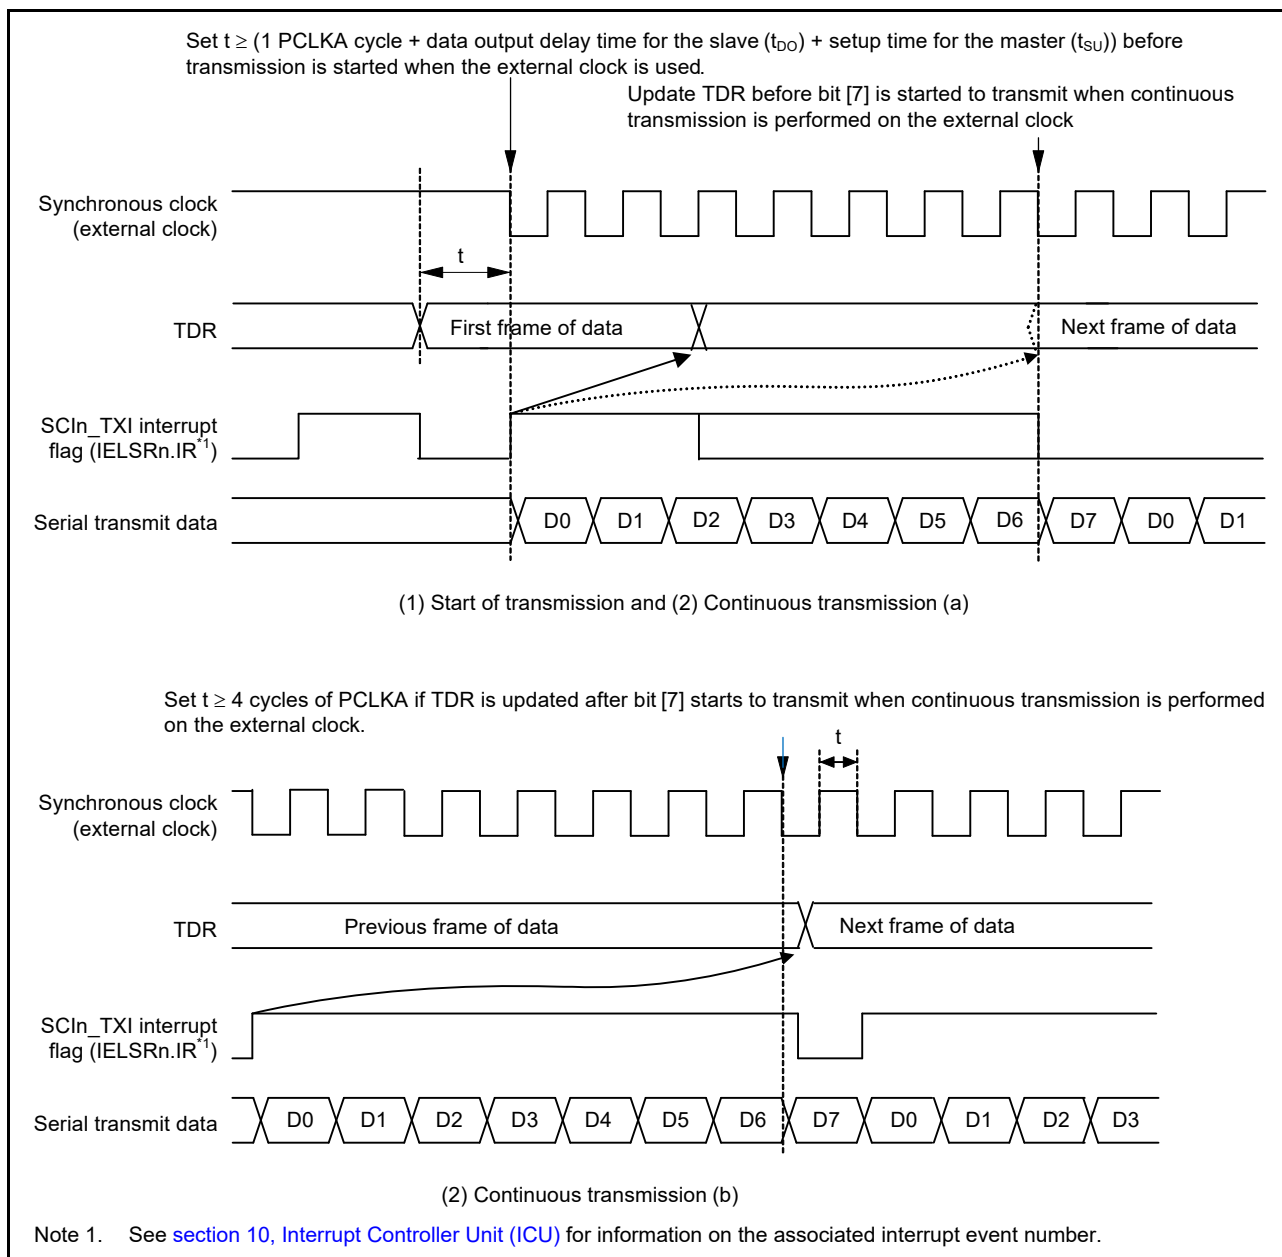 Set t ≥ (1 PCLKA cycle + data output delay time for the slave (tDO) + setup time for the master (tSU)) before
transmission is started when the external clock is used.
Update TDR before bit [7] is started to transmit when continuous
transmission is performed on the external clock
Synchronous clock
(external clock)
t
TDR
First frame of data
Next frame of data
SCIn_TXI interrupt
flag (IELSRn.IR*1)
Serial transmit data
D0 D1 D2 D3 D4 D5 D6 D7 D0 D1
(1) Start of transmission and (2) Continuous transmission (a)
Set t ≥ 4 cycles of PCLKA if TDR is updated after bit [7] starts to transmit when continuous transmission is performed
on the external clock.
t
Synchronous clock
(external clock)
TDR
Previous frame of data
Next frame of data
SCIn_TXI interrupt
flag (IELSRn.IR*1)
Serial transmit data
D0 D1 D2 D3 D4 D5 D6 D7 D0 D1 D2 D3
(2) Continuous transmission (b)
Note 1. See section 10, Interrupt Controller Unit (ICU) for information on the associated interrupt event number.